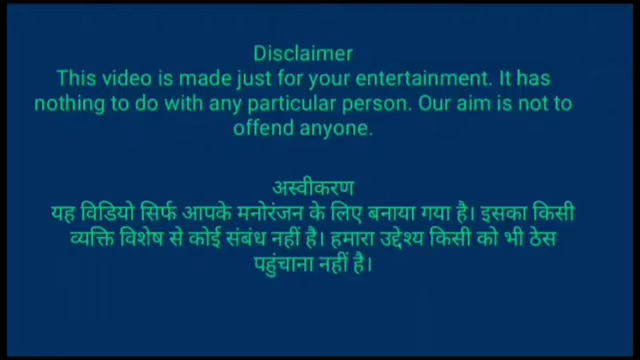 Disclaimer
This video is made just for your entertainment. It has
nothing to do with any particular person. Our aim is not to
offend anyone.
अस्वीकरण
यह विडियो सिर्फ आपके मनोरंजन के लिए बनाया गया है। इसका किसी
व्यक्ति विशेष से कोई संबंध नहीं है। हमारा उद्देश्य किसी को भी ठेस
पहुंचाना नहीं है।